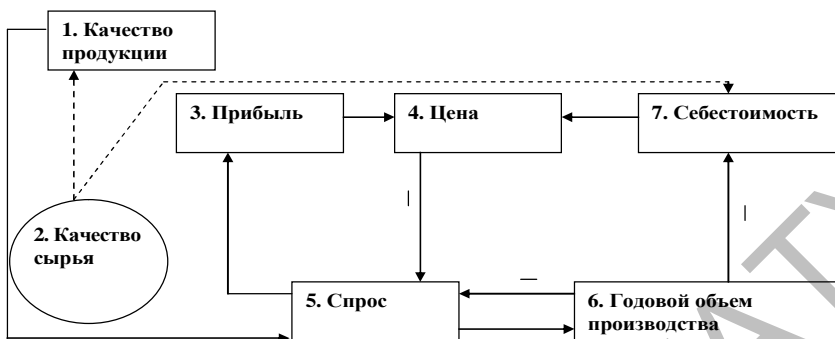 1. Качество
продукции
3. Прибыль
4. Цена
7. Себестоимость
2. Качество
сырья
5. Спрос
6. Годовой объем
производства